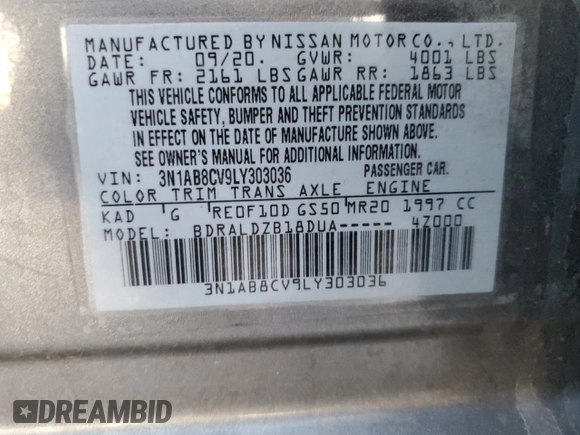 MANUFACTURED BY NISSAN MOTOR CO., LTD.
DATE: 09/20. GVWR: 4001 LBS
GAWR FR: 2161 LBS GAWR RR: 1863 LBS
THIS VEHICLE CONFORMS TO ALL APPLICABLE FEDERAL MOTOR
VEHICLE SAFETY, BUMPER AND THEFT PREVENTION STANDARDS
IN EFFECT ON THE DATE OF MANUFACTURE SHOWN ABOVE.
SEE OWNER'S MANUAL FOR ADDITIONAL INFORMATION.
VIN: 3N1AB8CV9LY303036 PASSENGER CAR.
COLOR TRIM TRANS AXLE ENGINE
KAD G RE0F10D GS50 MR20 1997 CC
MODEL: BDRALDZB18DUA----- 4Z000
3N1AB8CV9LY303036
DREAMBID